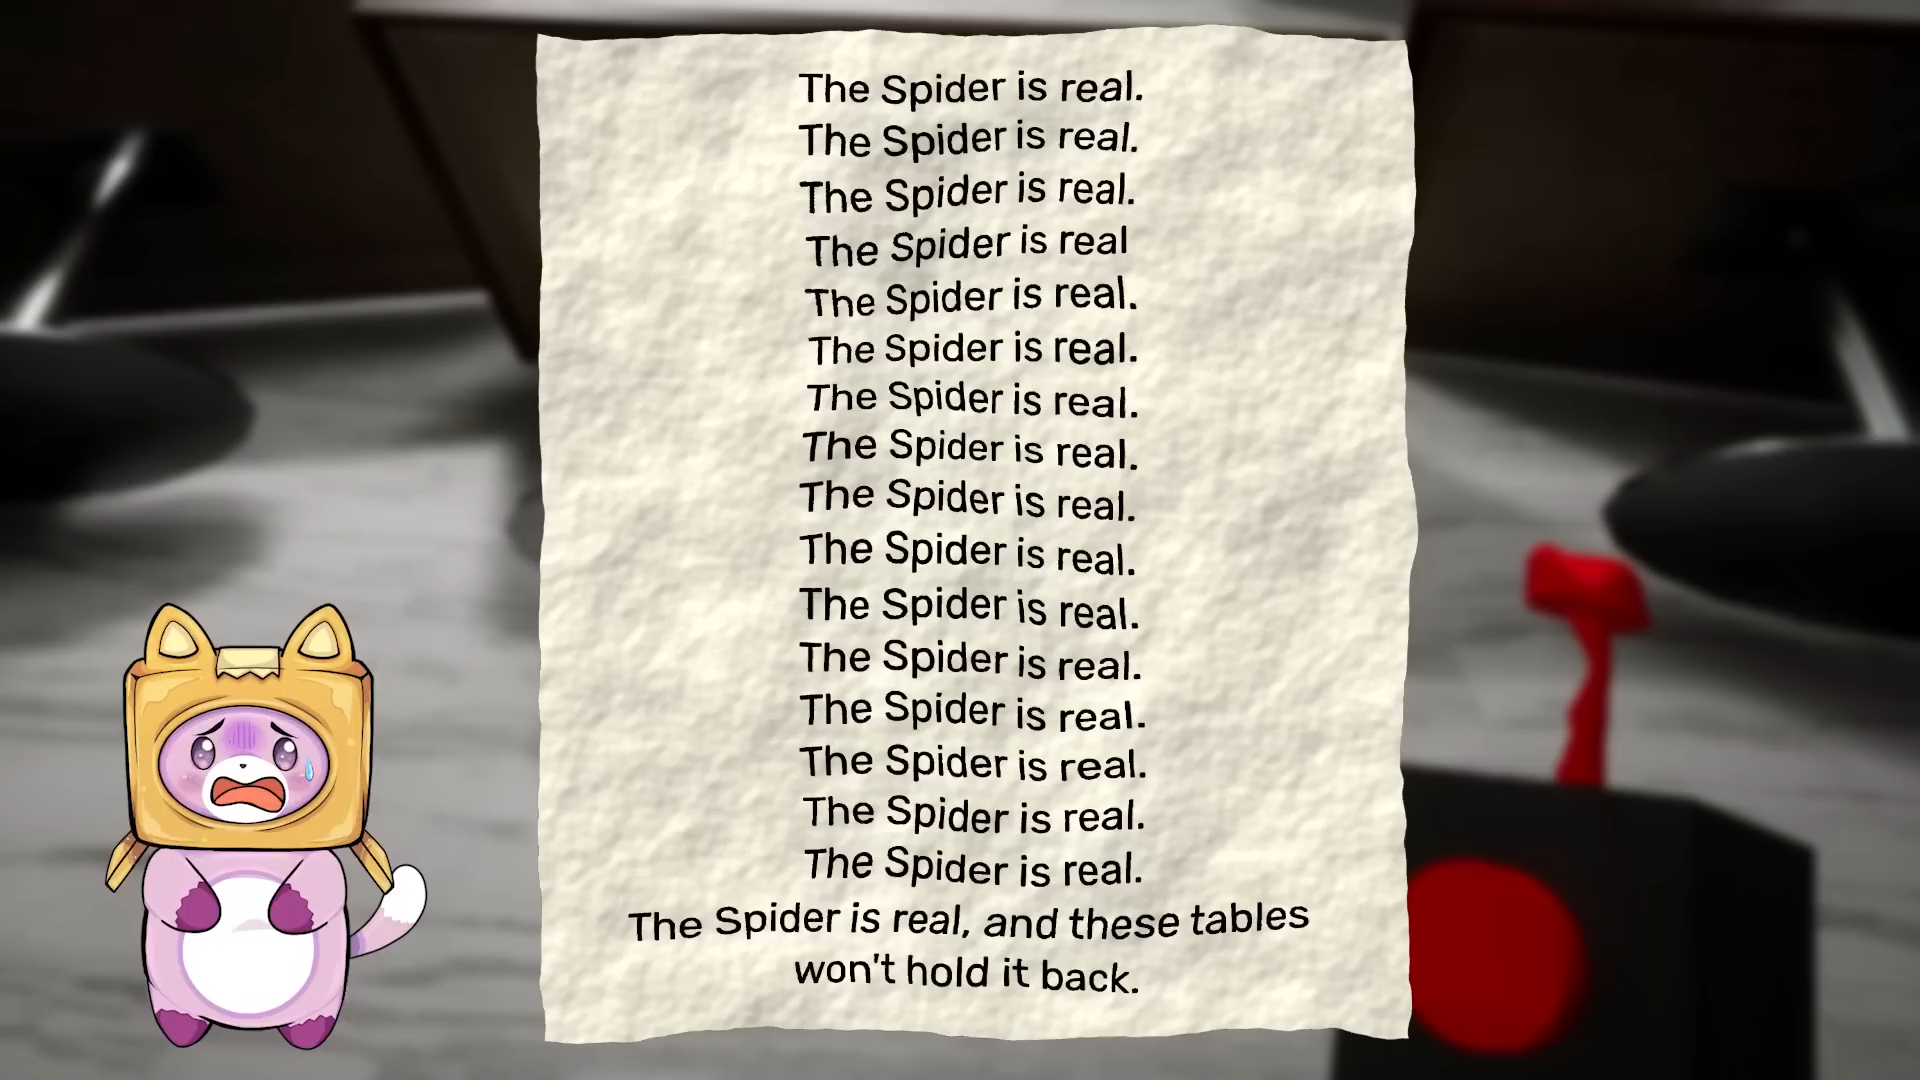 The Spider is real.
The Spider is real.
The Spider is real.
The Spider is real
The Spider is real.
The Spider is real.
The Spider is real.
The Spider is real.
The Spider is real.
The Spider is real.
The Spider is real.
The Spider is real.
The Spider is real.
The Spider is real.
The Spider is real.
The Spider is real.
The Spider is real, and these tables
won't hold it back.